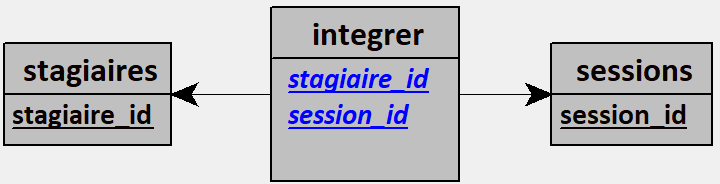 stagiaires
stagiaire_id
integrer
stagiaire_id
session_id
sessions
session_id